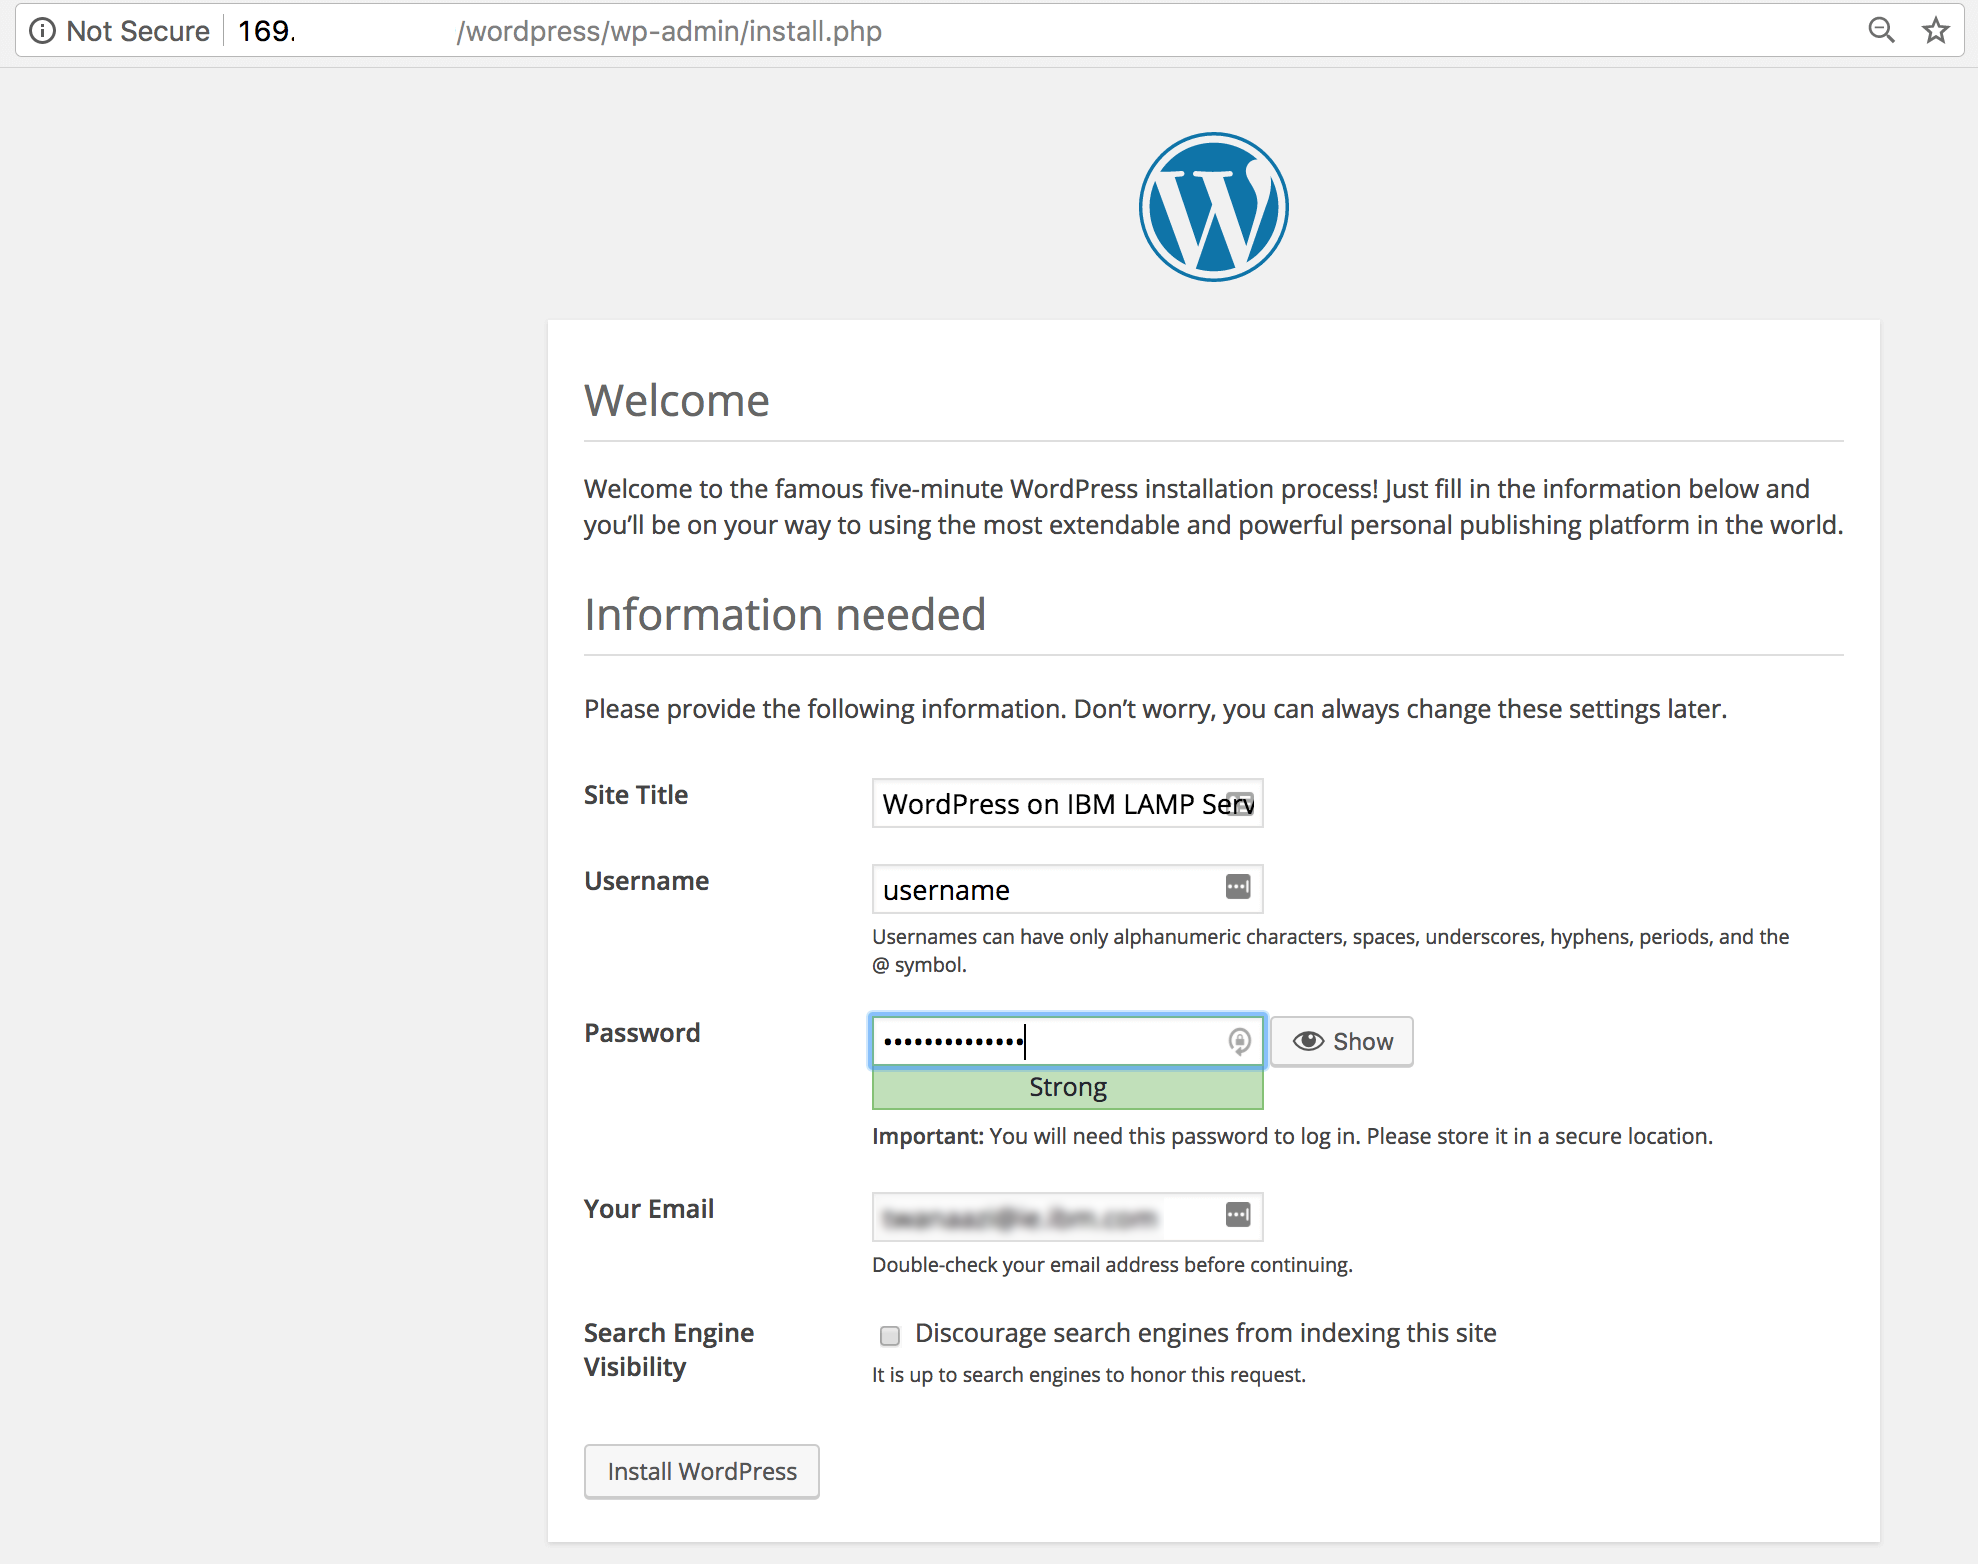 Not Secure 169. /wordpress/wp-admin/install.php
Welcome
Welcome to the famous five-minute WordPress installation process! Just fill in the information below and
you’ll be on your way to using the most extendable and powerful personal publishing platform in the world.
Information needed
Please provide the following information. Don’t worry, you can always change these settings later.
Site Title
WordPress on IBM LAMP Serv
Username
username
Usernames can have only alphanumeric characters, spaces, underscores, hyphens, periods, and the
@ symbol.
Password
••••••••••••••
Show
Strong
Important: You will need this password to log in. Please store it in a secure location.
Your Email
Double-check your email address before continuing.
Search Engine
Visibility
Discourage search engines from indexing this site
It is up to search engines to honor this request.
Install WordPress